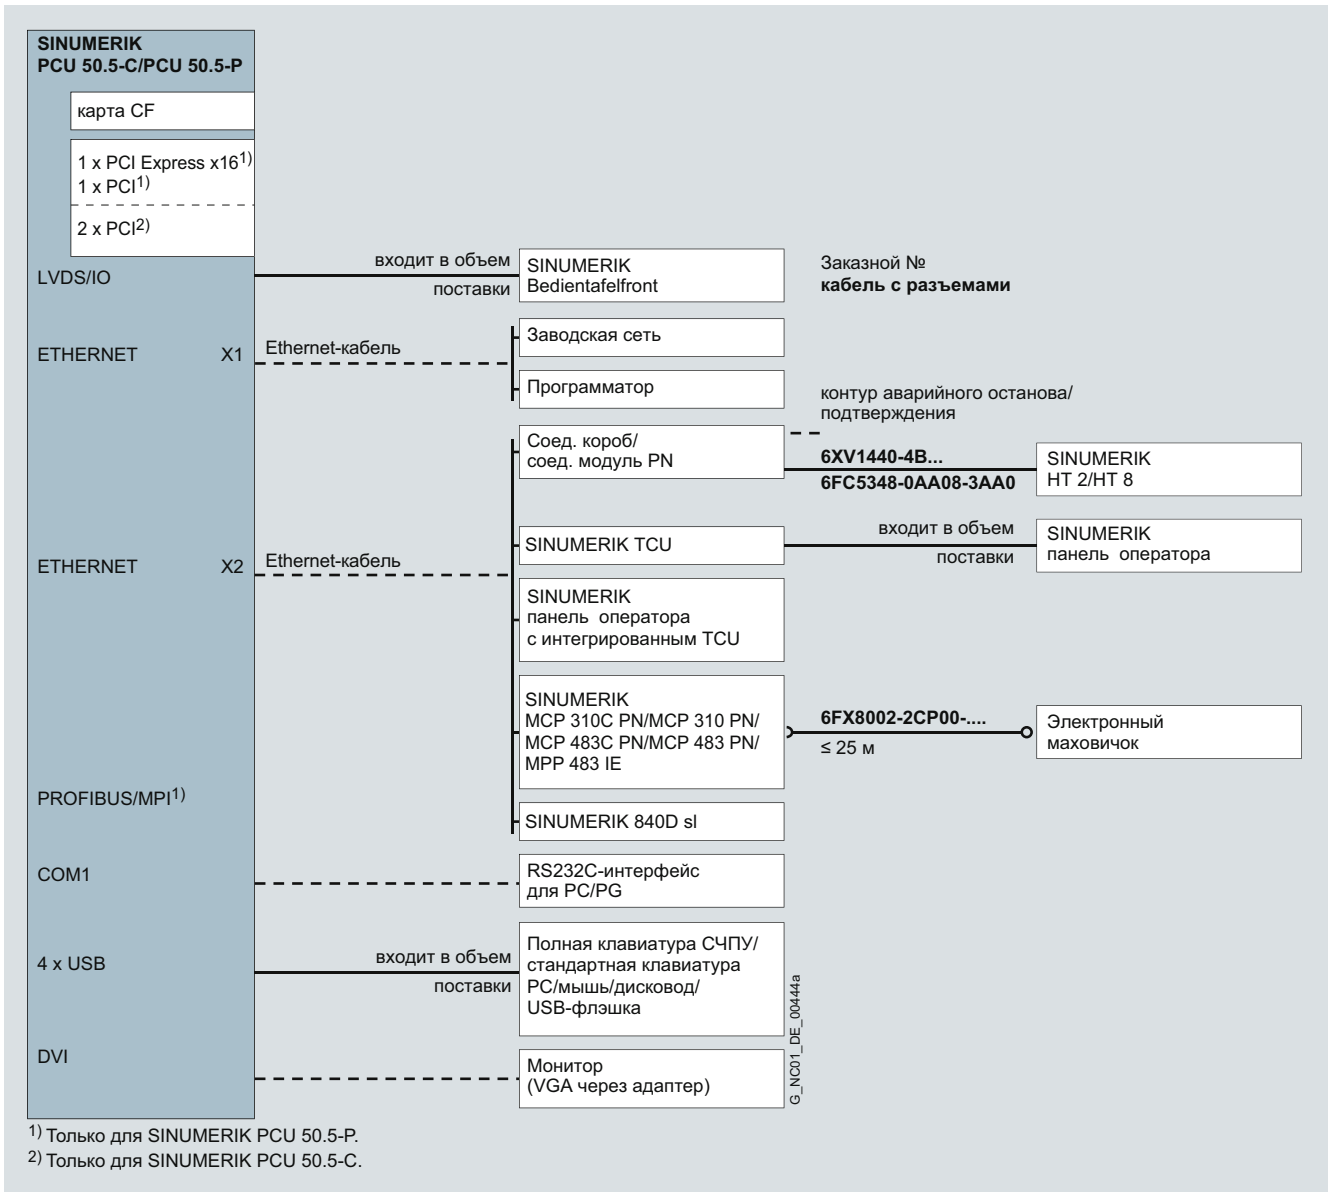 SINUMERIK
PCU 50.5-C/PCU 50.5-P
карта CF
1 x PCI Express x161)
1 x PCI1)
2 x PCI2)
LVDS/IO
входит в объем
поставки
SINUMERIK
Bedientafelfront
Заказной №
кабель с разъемами
ETHERNET X1
Ethernet-кабель
Заводская сеть
Программатор
контур аварийного останова/
подтверждения
Соед. короб/
соед. модуль PN
6XV1440-4B...
6FC5348-0AA08-3AA0
SINUMERIK
HT 2/HT 8
ETHERNET X2
Ethernet-кабель
SINUMERIK TCU
входит в объем
поставки
SINUMERIK
панель оператора
SINUMERIK
панель оператора
с интегрированным TCU
SINUMERIK
MCP 310C PN/MCP 310 PN/
MCP 483C PN/MCP 483 PN/
MPP 483 IE
6FX8002-2CP00-....
≤ 25 м
Электронный
маховичок
PROFIBUS/MPI1)
SINUMERIK 840D sl
COM1
RS232C-интерфейс
для PC/PG
4 x USB
входит в объем
поставки
Полная клавиатура СЧПУ/
стандартная клавиатура
PC/мышь/дисковод/
USB-флэшка
DVI
Монитор
(VGA через адаптер)
G_NC01_DE_00444a
1) Только для SINUMERIK PCU 50.5-P.
2) Только для SINUMERIK PCU 50.5-C.